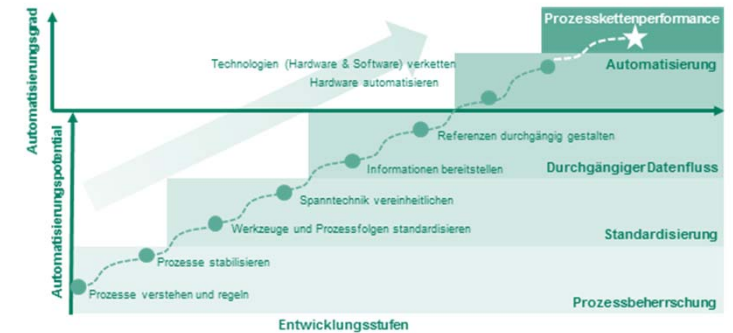 Prozesskettenperformance
Technologien (Hardware & Software) verketten
Automatisierung
Hardware automatisieren
Automatisierungsgrad
Referenzen durchgängig gestalten
Informationen bereitstellen
Durchgängiger Datenfluss
Spanntechnik vereinheitlichen
Werkzeuge und Prozessfolgen standardisieren
Standardisierung
Automatisierungspotential
Prozesse stabilisieren
Prozesse verstehen und regeln
Prozessbeherrschung
Entwicklungsstufen